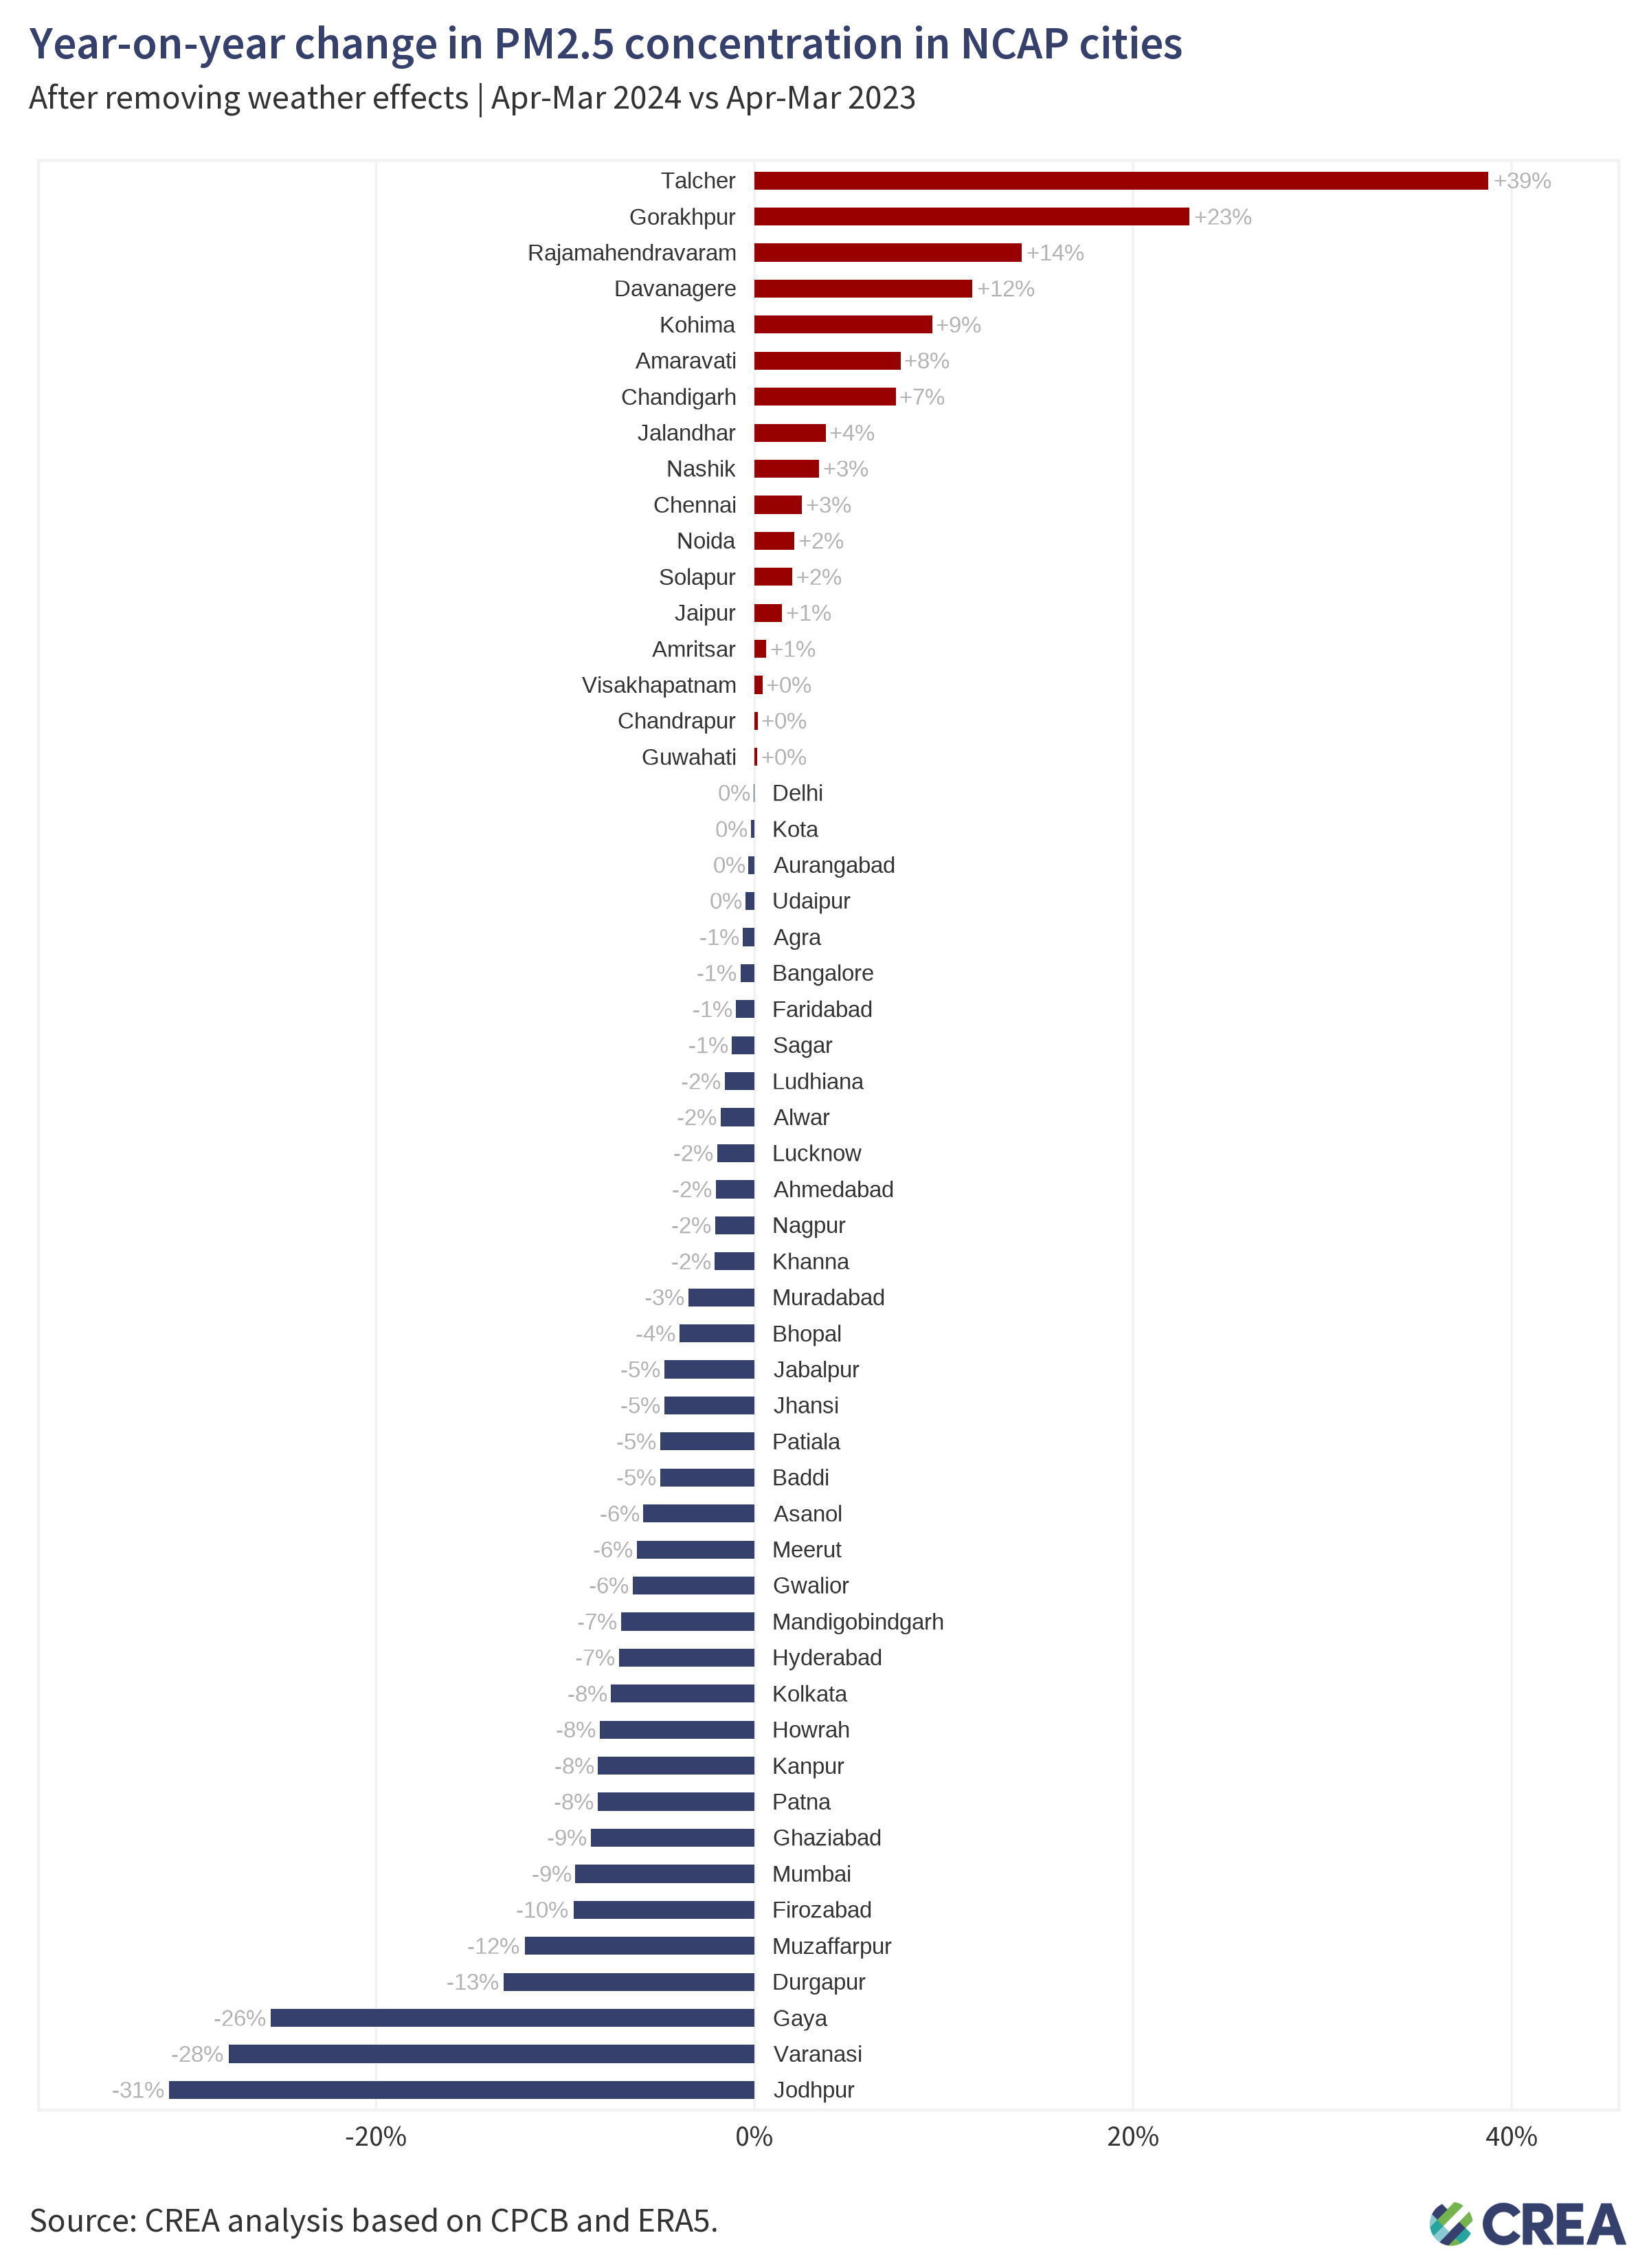 Year-on-year change in PM2.5 concentration in NCAP cities
After removing weather effects | Apr-Mar 2024 vs Apr-Mar 2023
Talcher +39%
Gorakhpur +23%
Rajamahendravaram +14%
Davanagere +12%
Kohima +9%
Amaravati +8%
Chandigarh +7%
Jalandhar +4%
Nashik +3%
Chennai +3%
Noida +2%
Solapur +2%
Jaipur +1%
Amritsar +1%
Visakhapatnam +0%
Chandrapur +0%
Guwahati +0%
0% Delhi
0% Kota
0% Aurangabad
0% Udaipur
-1% Agra
-1% Bangalore
-1% Faridabad
-1% Sagar
-2% Ludhiana
-2% Alwar
-2% Lucknow
-2% Ahmedabad
-2% Nagpur
-2% Khanna
-3% Muradabad
-4% Bhopal
-5% Jabalpur
-5% Jhansi
-5% Patiala
-5% Baddi
-6% Asanol
-6% Meerut
-6% Gwalior
-7% Mandigobindgarh
-7% Hyderabad
-8% Kolkata
-8% Howrah
-8% Kanpur
-8% Patna
-9% Ghaziabad
-9% Mumbai
-10% Firozabad
-12% Muzaffarpur
-13% Durgapur
-26% Gaya
-28% Varanasi
-31% Jodhpur
-20% 0% 20% 40%
Source: CREA analysis based on CPCB and ERA5.
CREA